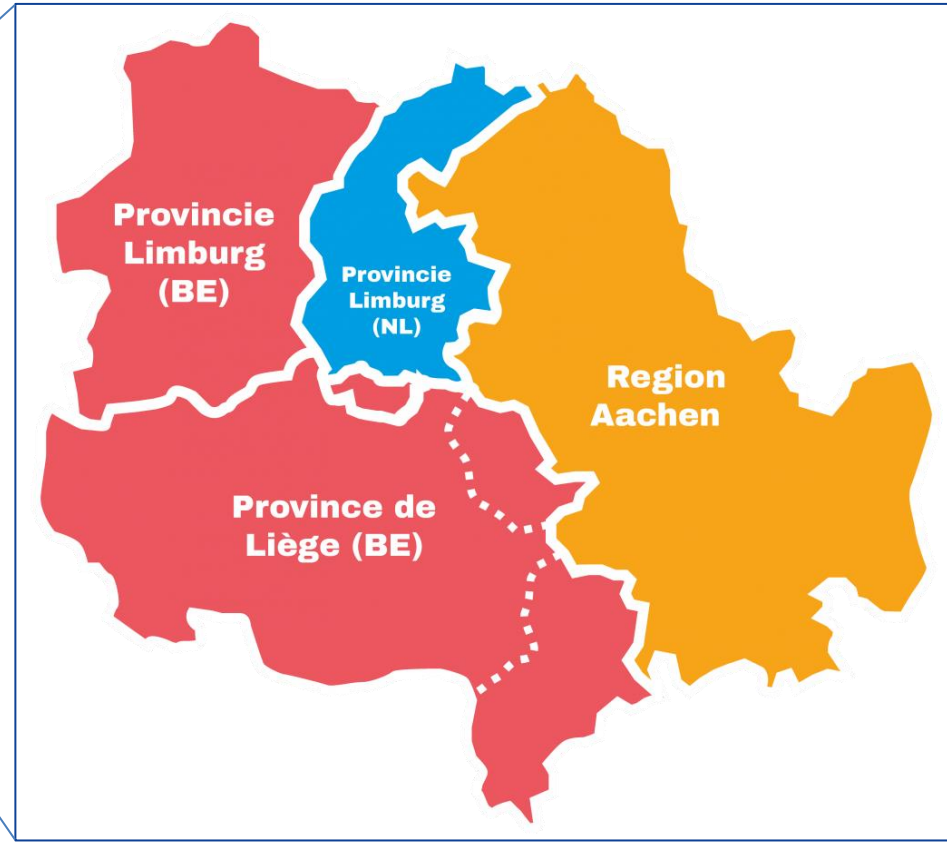 Provincie
Limburg
(BE)
Provincie
Limburg
(NL)
Region
Aachen
Province de
Liège (BE)